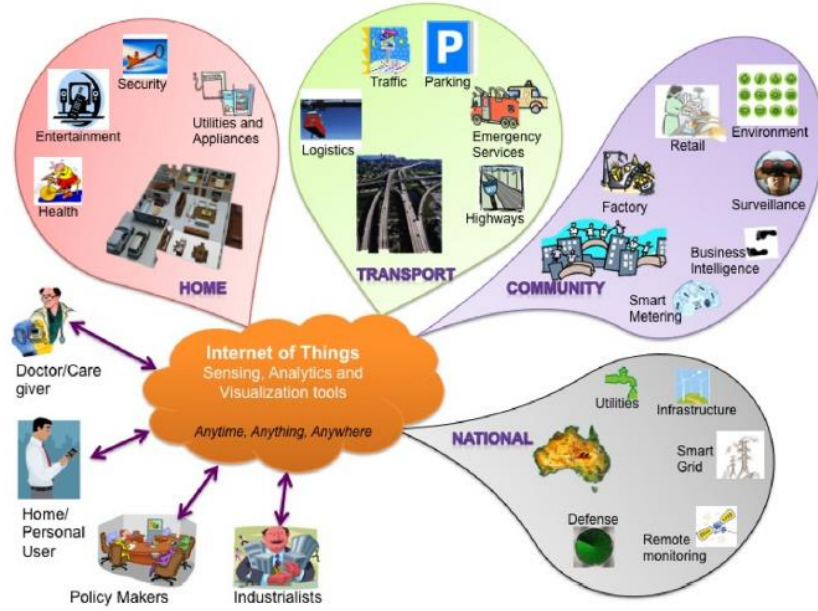 Security
Entertainment
Utilities and
Appliances
Health
HOME
Traffic
P
Parking
Logistics
Emergency
Services
Highways
TRANSPORT
Retail
Environment
Factory
Surveillance
Business
Intelligence
COMMUNITY
Smart
Metering
Internet of Things
Sensing, Analytics and
Visualization tools
Anytime, Anything, Anywhere
Doctor/Care
giver
Home/
Personal
User
Policy Makers
Industrialists
NATIONAL
Utilities
Infrastructure
Smart
Grid
Defense
Remote
monitoring